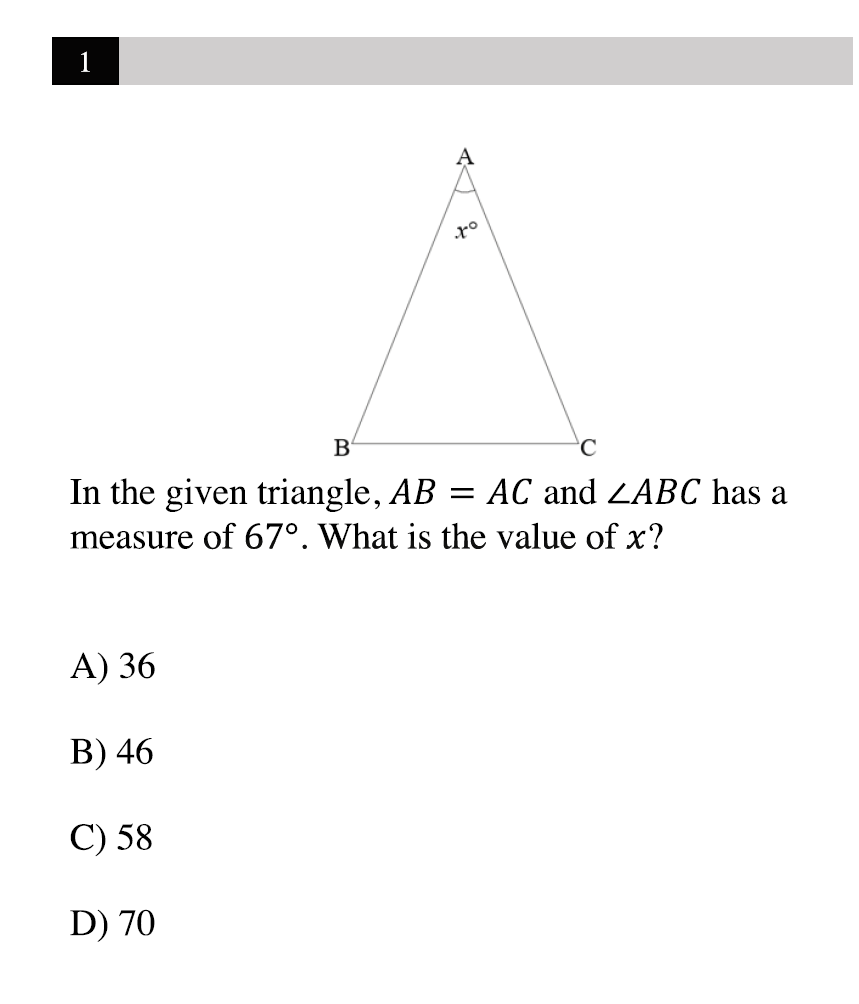 1
A
x°
B
C
In the given triangle, AB = AC and ∠ABC has a
measure of 67°. What is the value of x?
A) 36
B) 46
C) 58
D) 70